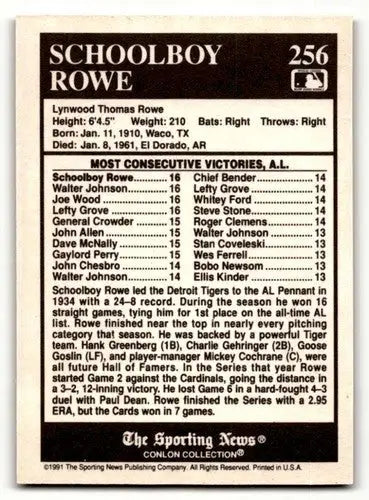 SCHOOLBOY
ROWE
256
Lynwood Thomas Rowe
Height: 6'4.5" Weight: 210 Bats: Right Throws: Right
Born: Jan. 11, 1910, Waco, TX
Died: Jan. 8, 1961, El Dorado, AR
MOST CONSECUTIVE VICTORIES, A.L.
Schoolboy Rowe.......... 16 Chief Bender.............. 14
Walter Johnson............ 16 Lefty Grove................ 14
Joe Wood..................... 16 Whitey Ford............... 14
Lefty Grove.................. 16 Steve Stone............... 14
General Crowder......... 15 Roger Clemens.......... 14
John Allen................... 15 Walter Johnson.......... 13
Dave McNally.............. 15 Stan Coveleski........... 13
Gaylord Perry.............. 15 Wes Ferrell................ 13
John Chesbro.............. 14 Bobo Newsom........... 13
Walter Johnson............ 14 Ellis Kinder................ 13
Schoolboy Rowe led the Detroit Tigers to the AL Pennant in
1934 with a 24–8 record. During the season he won 16
straight games, tying him for 1st place on the all-time AL
list. Rowe finished near the top in nearly every pitching
category that season. He was backed by a powerful Tiger
team. Hank Greenberg (1B), Charlie Gehringer (2B), Goose
Goslin (LF), and player-manager Mickey Cochrane (C), were
all future Hall of Famers. In the Series that year Rowe
started Game 2 against the Cardinals, going the distance in
a 3–2, 12-inning victory. He lost Game 6 in a hard-fought 4–3
duel with Paul Dean. Rowe finished the Series with a 2.95
ERA, but the Cards won in 7 games.
The Sporting News®
CONLON COLLECTION®
©1991 The Sporting News Publishing Company. All Rights Reserved. Printed in U.S.A.